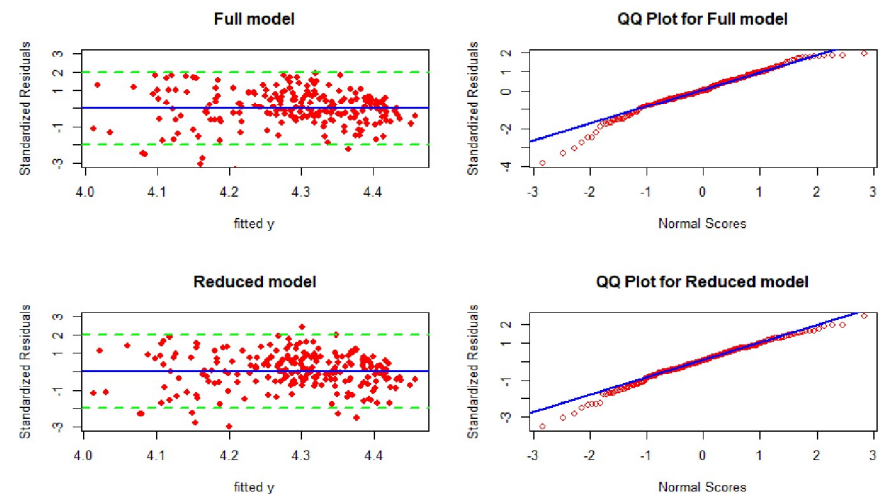 Full model
Standardized Residuals
3
2
1
-1
-3
4.0 4.1 4.2 4.3 4.4
fitted y
QQ Plot for Full model
Standardized Residuals
2
0
-2
-4
-3 -2 -1 0 1 2 3
Normal Scores
Reduced model
Standardized Residuals
3
2
1
-1
-3
4.0 4.1 4.2 4.3 4.4
fitted y
QQ Plot for Reduced model
Standardized Residuals
2
1
-1
-3
-3 -2 -1 0 1 2 3
Normal Scores